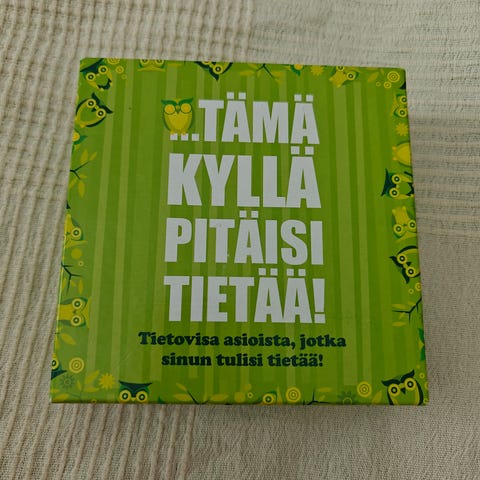 ...TÄMÄ
KYLLÄ
PITÄISI
TIETÄÄ!
Tietovisa asioista, jotka
sinun tulisi tietää!